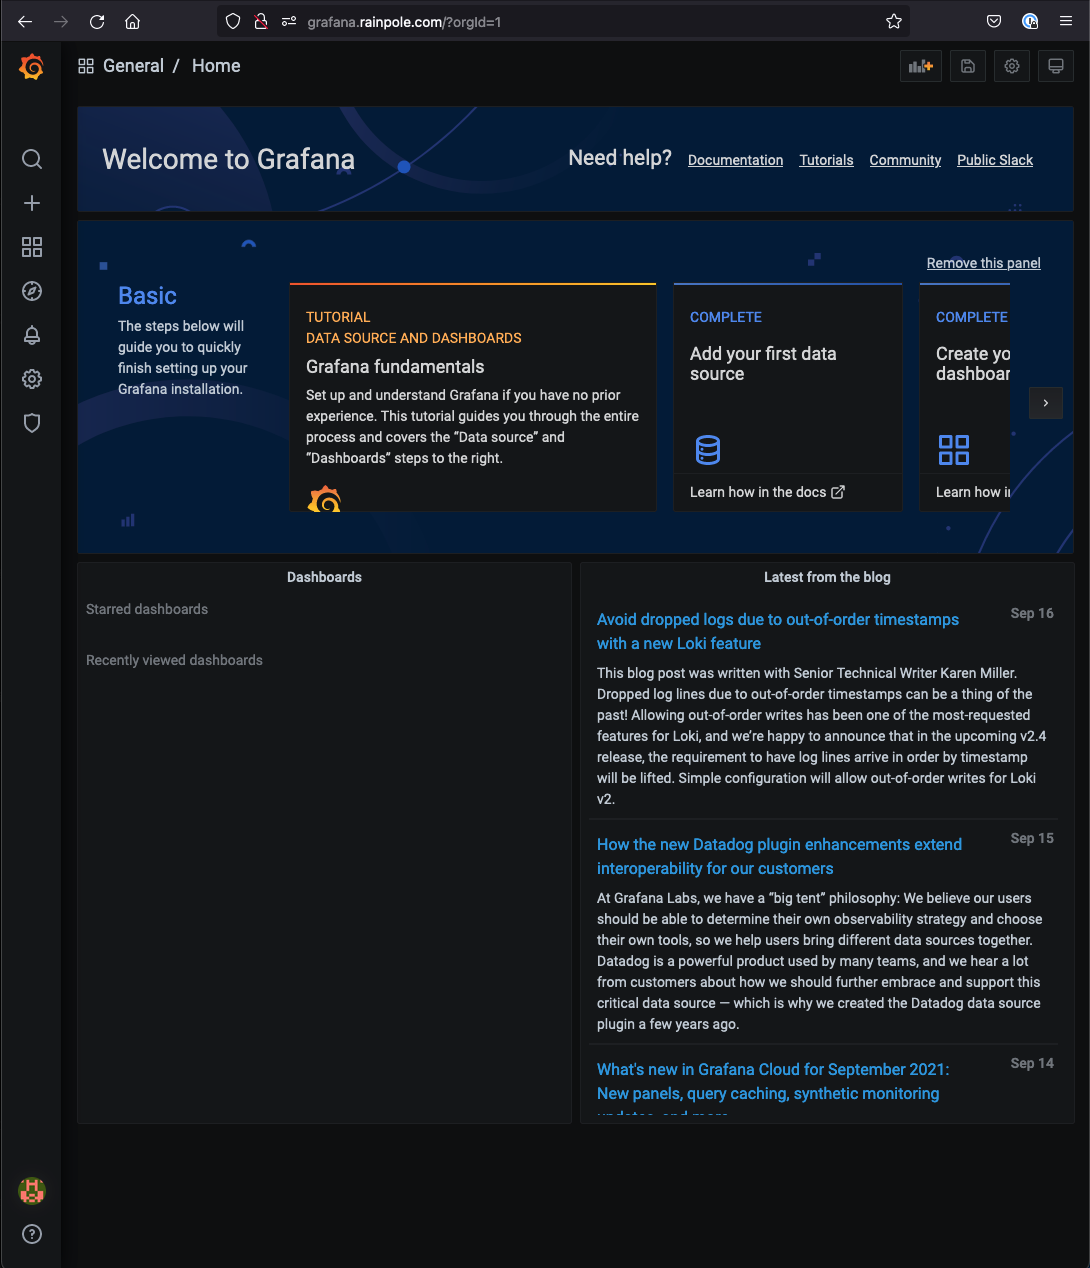 grafana.rainpole.com/?orgId=1
General / Home
Welcome to Grafana
Need help? Documentation Tutorials Community Public Slack
Remove this panel
Basic
The steps below will
guide you to quickly
finish setting up your
Grafana installation.
TUTORIAL
DATA SOURCE AND DASHBOARDS
Grafana fundamentals
Set up and understand Grafana if you have no prior
experience. This tutorial guides you through the entire
process and covers the “Data source” and
“Dashboards” steps to the right.
COMPLETE
Add your first data
source
Learn how in the docs
COMPLETE
Create yo
dashboar
Learn how i
Dashboards
Starred dashboards
Recently viewed dashboards
Latest from the blog
Sep 16
Avoid dropped logs due to out-of-order timestamps
with a new Loki feature
This blog post was written with Senior Technical Writer Karen Miller.
Dropped log lines due to out-of-order timestamps can be a thing of the
past! Allowing out-of-order writes has been one of the most-requested
features for Loki, and we’re happy to announce that in the upcoming v2.4
release, the requirement to have log lines arrive in order by timestamp
will be lifted. Simple configuration will allow out-of-order writes for Loki
v2.
Sep 15
How the new Datadog plugin enhancements extend
interoperability for our customers
At Grafana Labs, we have a “big tent” philosophy: We believe our users
should be able to determine their own observability strategy and choose
their own tools, so we help users bring different data sources together.
Datadog is a powerful product used by many teams, and we hear a lot
from customers about how we should further embrace and support this
critical data source — which is why we created the Datadog data source
plugin a few years ago.
Sep 14
What's new in Grafana Cloud for September 2021:
New panels, query caching, synthetic monitoring